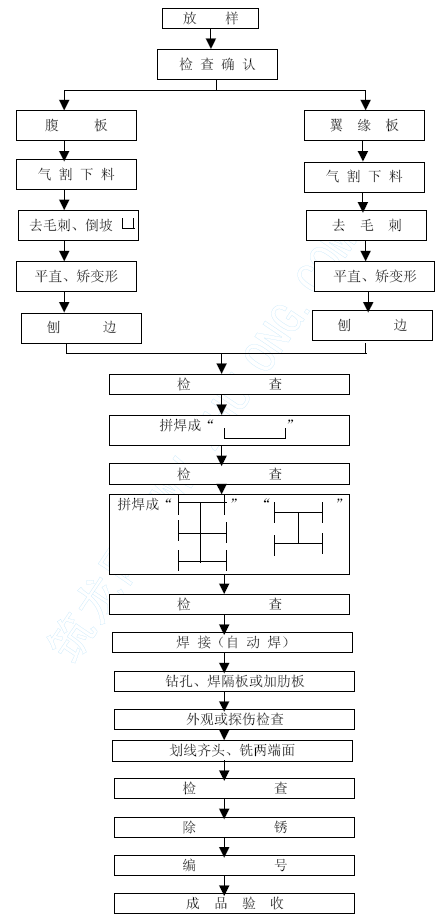 放 样
检 查 确 认
腹 板
翼 缘 板
气 割 下 料
气 割 下 料
去毛刺、倒坡
去 毛 刺
平直、矫变形
平直、矫变形
刨 边
刨 边
检 查
拼焊成“ ”
检 查
拼焊成“ ” “ ”
检 查
焊 接（自 动 焊）
钻孔、焊隔板或加肋板
外观或探伤检查
划线齐头、铣两端面
检 查
除 锈
编 号
成 品 验 收